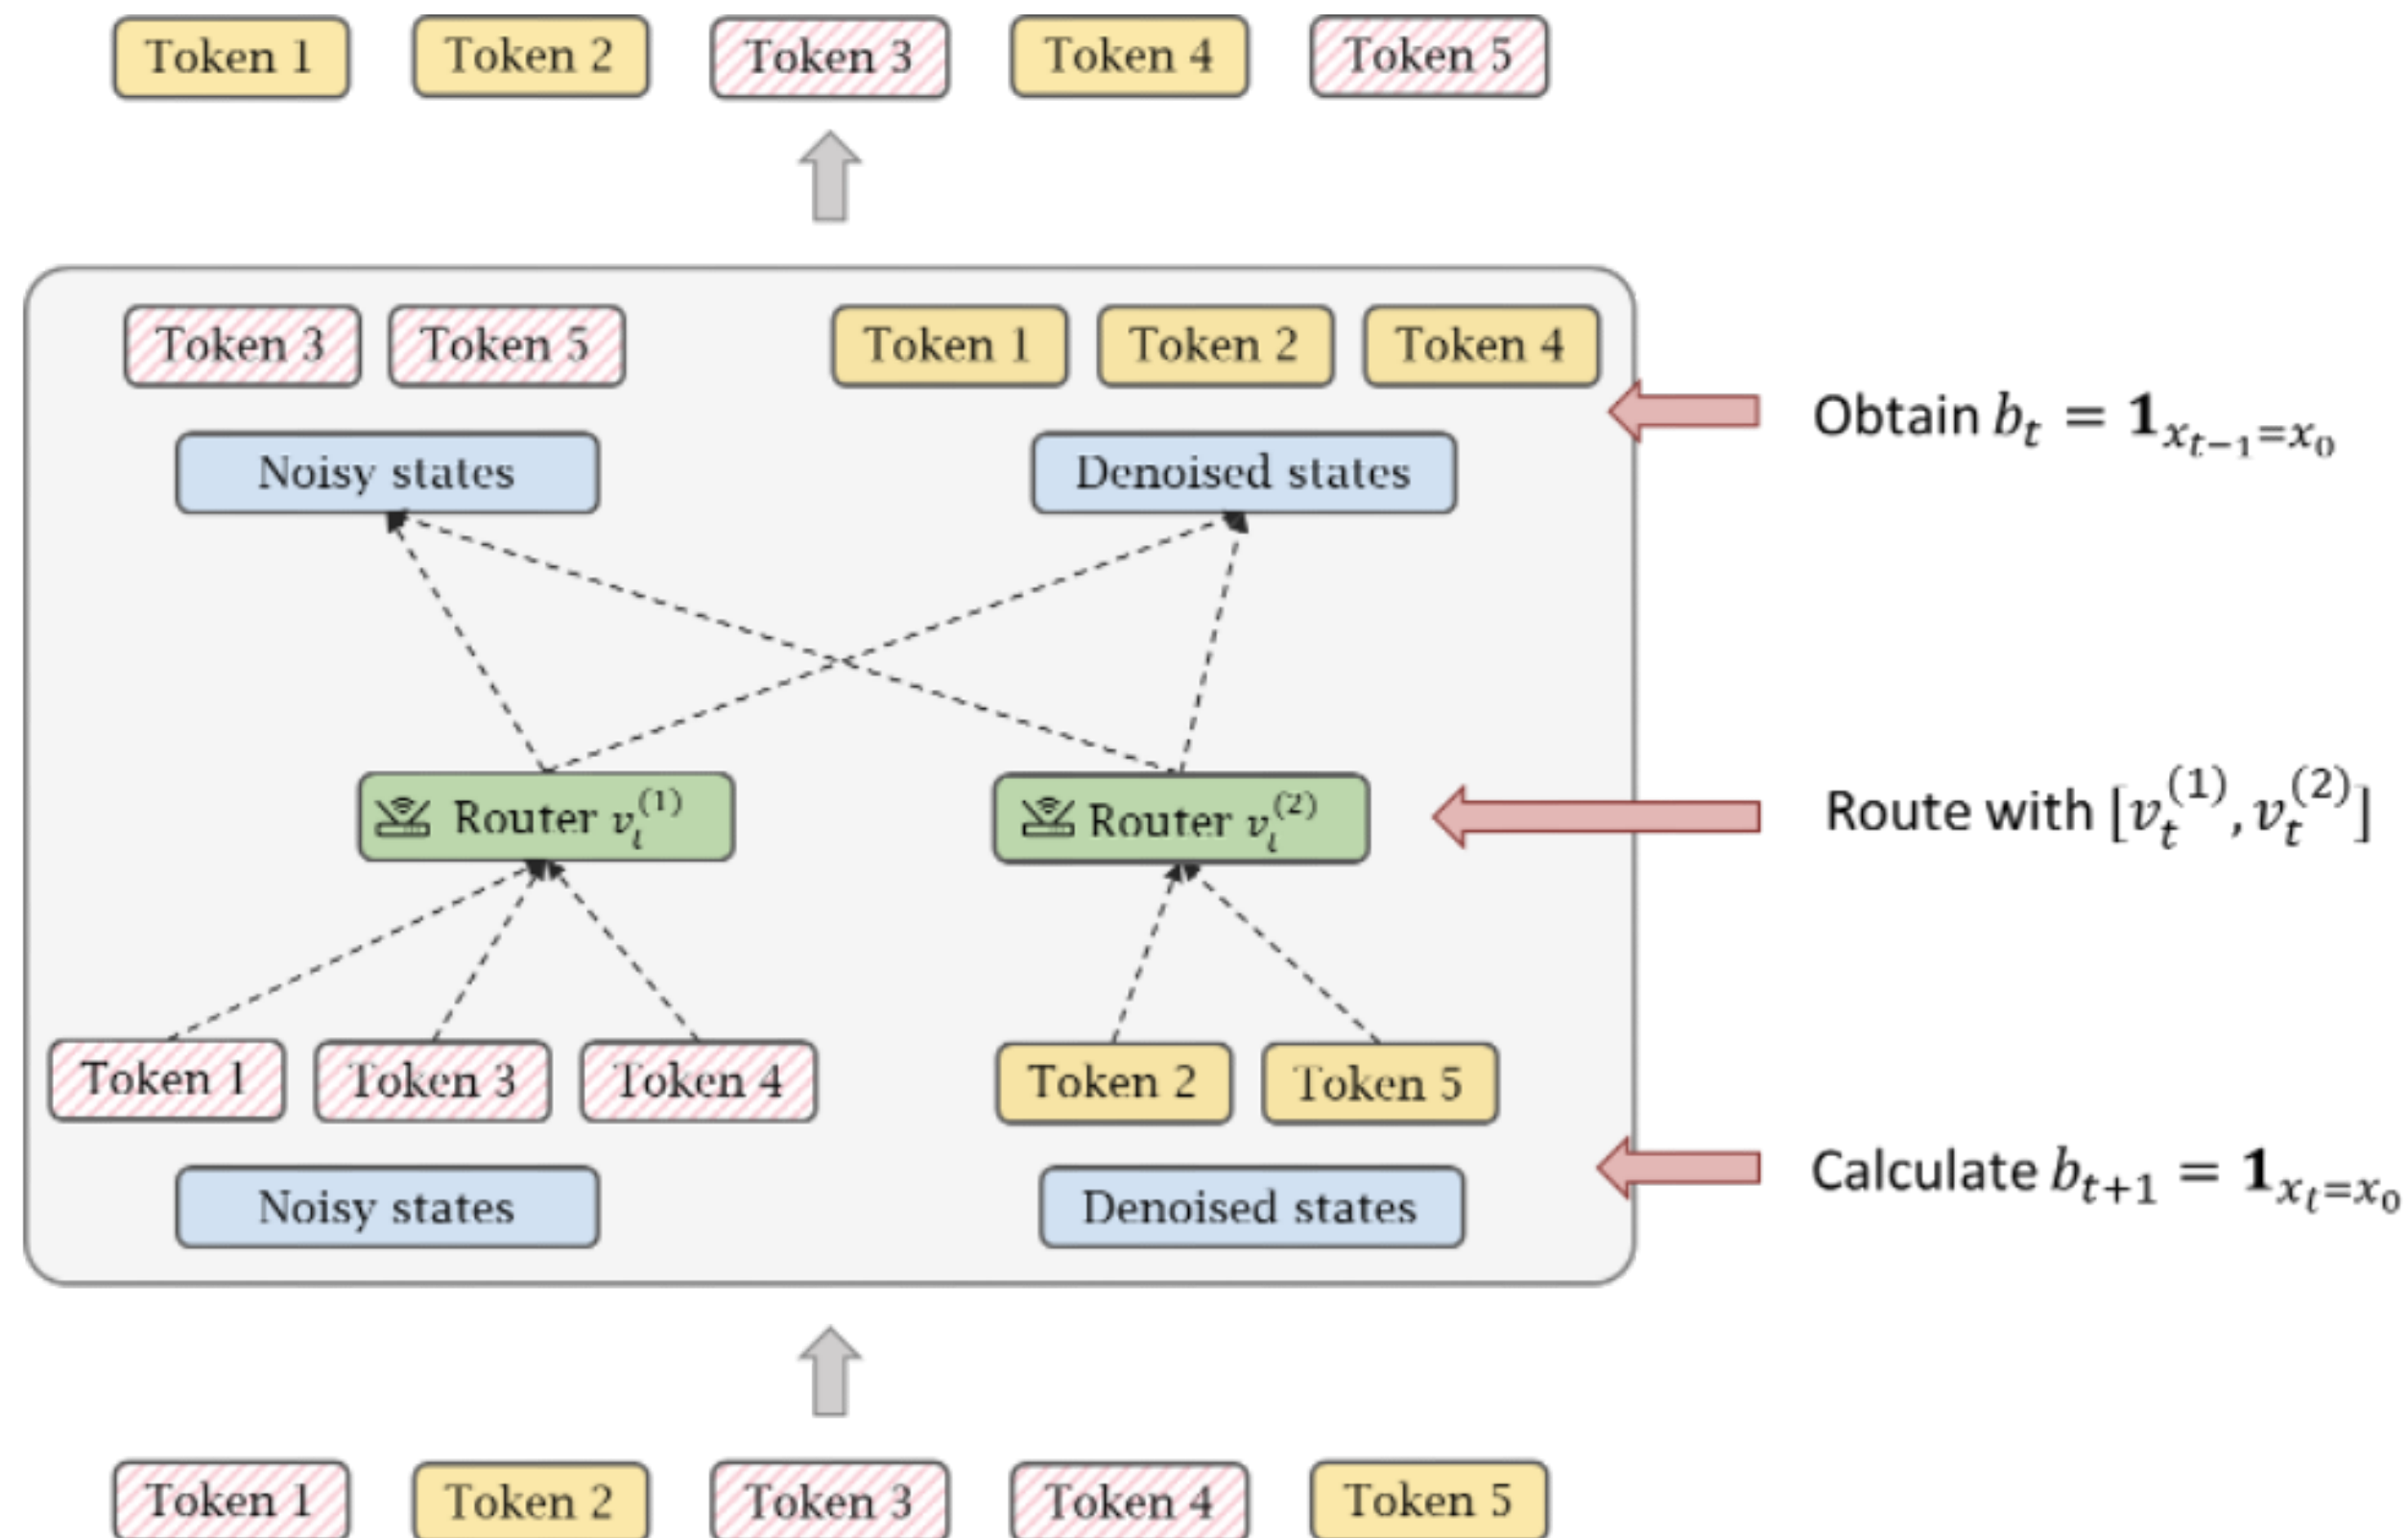 Token 1 Token 2 Token 3 Token 4 Token 5
Token 3 Token 5 Token 1 Token 2 Token 4
Noisy states Denoised states
Obtain b_t = 1_{x_{t−1}=x_0}
Router v_t^{(1)} Router v_t^{(2)}
Route with [v_t^{(1)}, v_t^{(2)}]
Token 1 Token 3 Token 4 Token 2 Token 5
Noisy states Denoised states
Calculate b_{t+1} = 1_{x_t=x_0}
Token 1 Token 2 Token 3 Token 4 Token 5